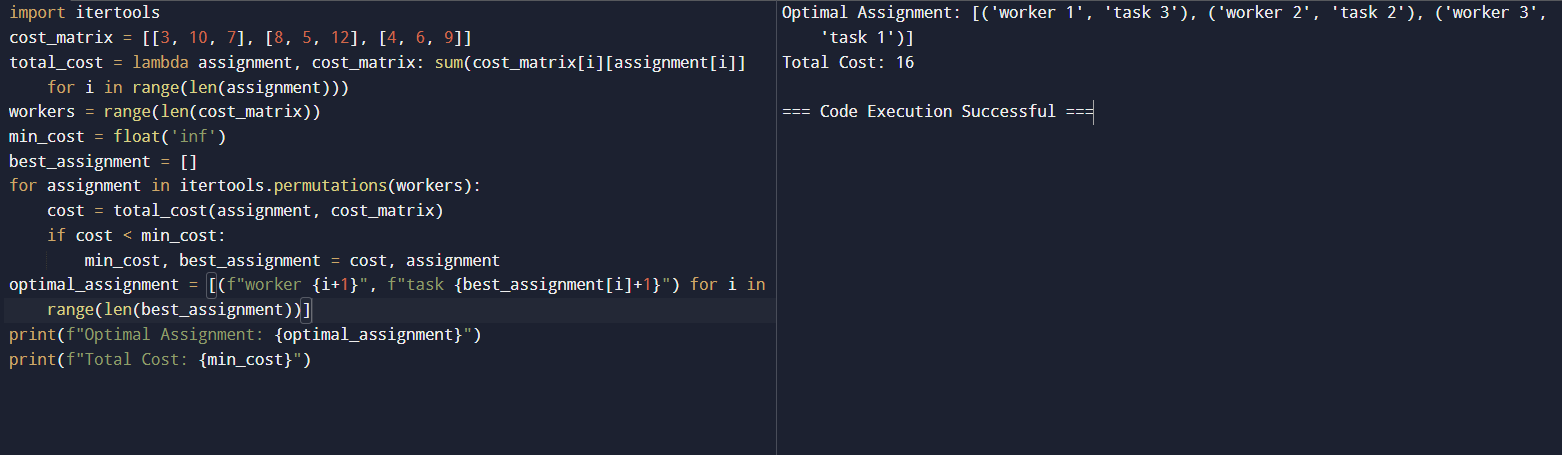 import itertools
cost_matrix = [[3, 10, 7], [8, 5, 12], [4, 6, 9]]
total_cost = lambda assignment, cost_matrix: sum(cost_matrix[i][assignment[i]]
    for i in range(len(assignment)))
workers = range(len(cost_matrix))
min_cost = float('inf')
best_assignment = []
for assignment in itertools.permutations(workers):
    cost = total_cost(assignment, cost_matrix)
    if cost < min_cost:
        min_cost, best_assignment = cost, assignment
optimal_assignment = [(f"worker {i+1}", f"task {best_assignment[i]+1}") for i in
    range(len(best_assignment))]
print(f"Optimal Assignment: {optimal_assignment}")
print(f"Total Cost: {min_cost}")
Optimal Assignment: [('worker 1', 'task 3'), ('worker 2', 'task 2'), ('worker 3',
    'task 1')]
Total Cost: 16
=== Code Execution Successful ===